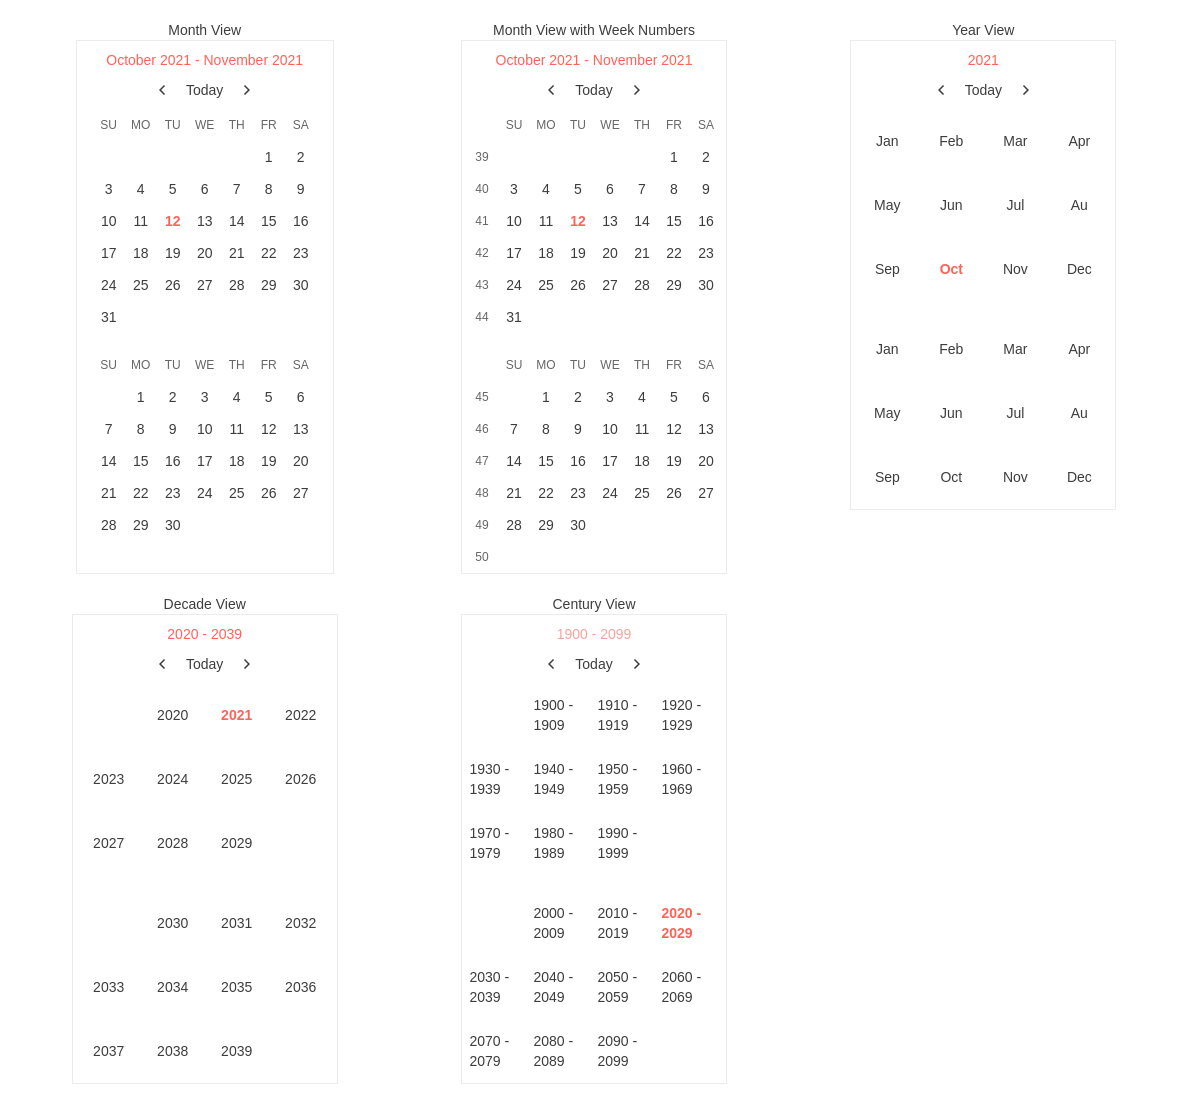 Month View
October 2021 - November 2021
Today
SU MO TU WE TH FR SA
1 2
3 4 5 6 7 8 9
10 11 12 13 14 15 16
17 18 19 20 21 22 23
24 25 26 27 28 29 30
31
SU MO TU WE TH FR SA
1 2 3 4 5 6
7 8 9 10 11 12 13
14 15 16 17 18 19 20
21 22 23 24 25 26 27
28 29 30
Month View with Week Numbers
October 2021 - November 2021
Today
SU MO TU WE TH FR SA
39 1 2
40 3 4 5 6 7 8 9
41 10 11 12 13 14 15 16
42 17 18 19 20 21 22 23
43 24 25 26 27 28 29 30
44 31
SU MO TU WE TH FR SA
45 1 2 3 4 5 6
46 7 8 9 10 11 12 13
47 14 15 16 17 18 19 20
48 21 22 23 24 25 26 27
49 28 29 30
50
Year View
2021
Today
Jan Feb Mar Apr
May Jun Jul Au
Sep Oct Nov Dec
Jan Feb Mar Apr
May Jun Jul Au
Sep Oct Nov Dec
Decade View
2020 - 2039
Today
2020 2021 2022
2023 2024 2025 2026
2027 2028 2029
2030 2031 2032
2033 2034 2035 2036
2037 2038 2039
Century View
1900 - 2099
Today
1900 - 1910 - 1920 -
1909 1919 1929
1930 - 1940 - 1950 - 1960 -
1939 1949 1959 1969
1970 - 1980 - 1990 -
1979 1989 1999
2000 - 2010 - 2020 -
2009 2019 2029
2030 - 2040 - 2050 - 2060 -
2039 2049 2059 2069
2070 - 2080 - 2090 -
2079 2089 2099